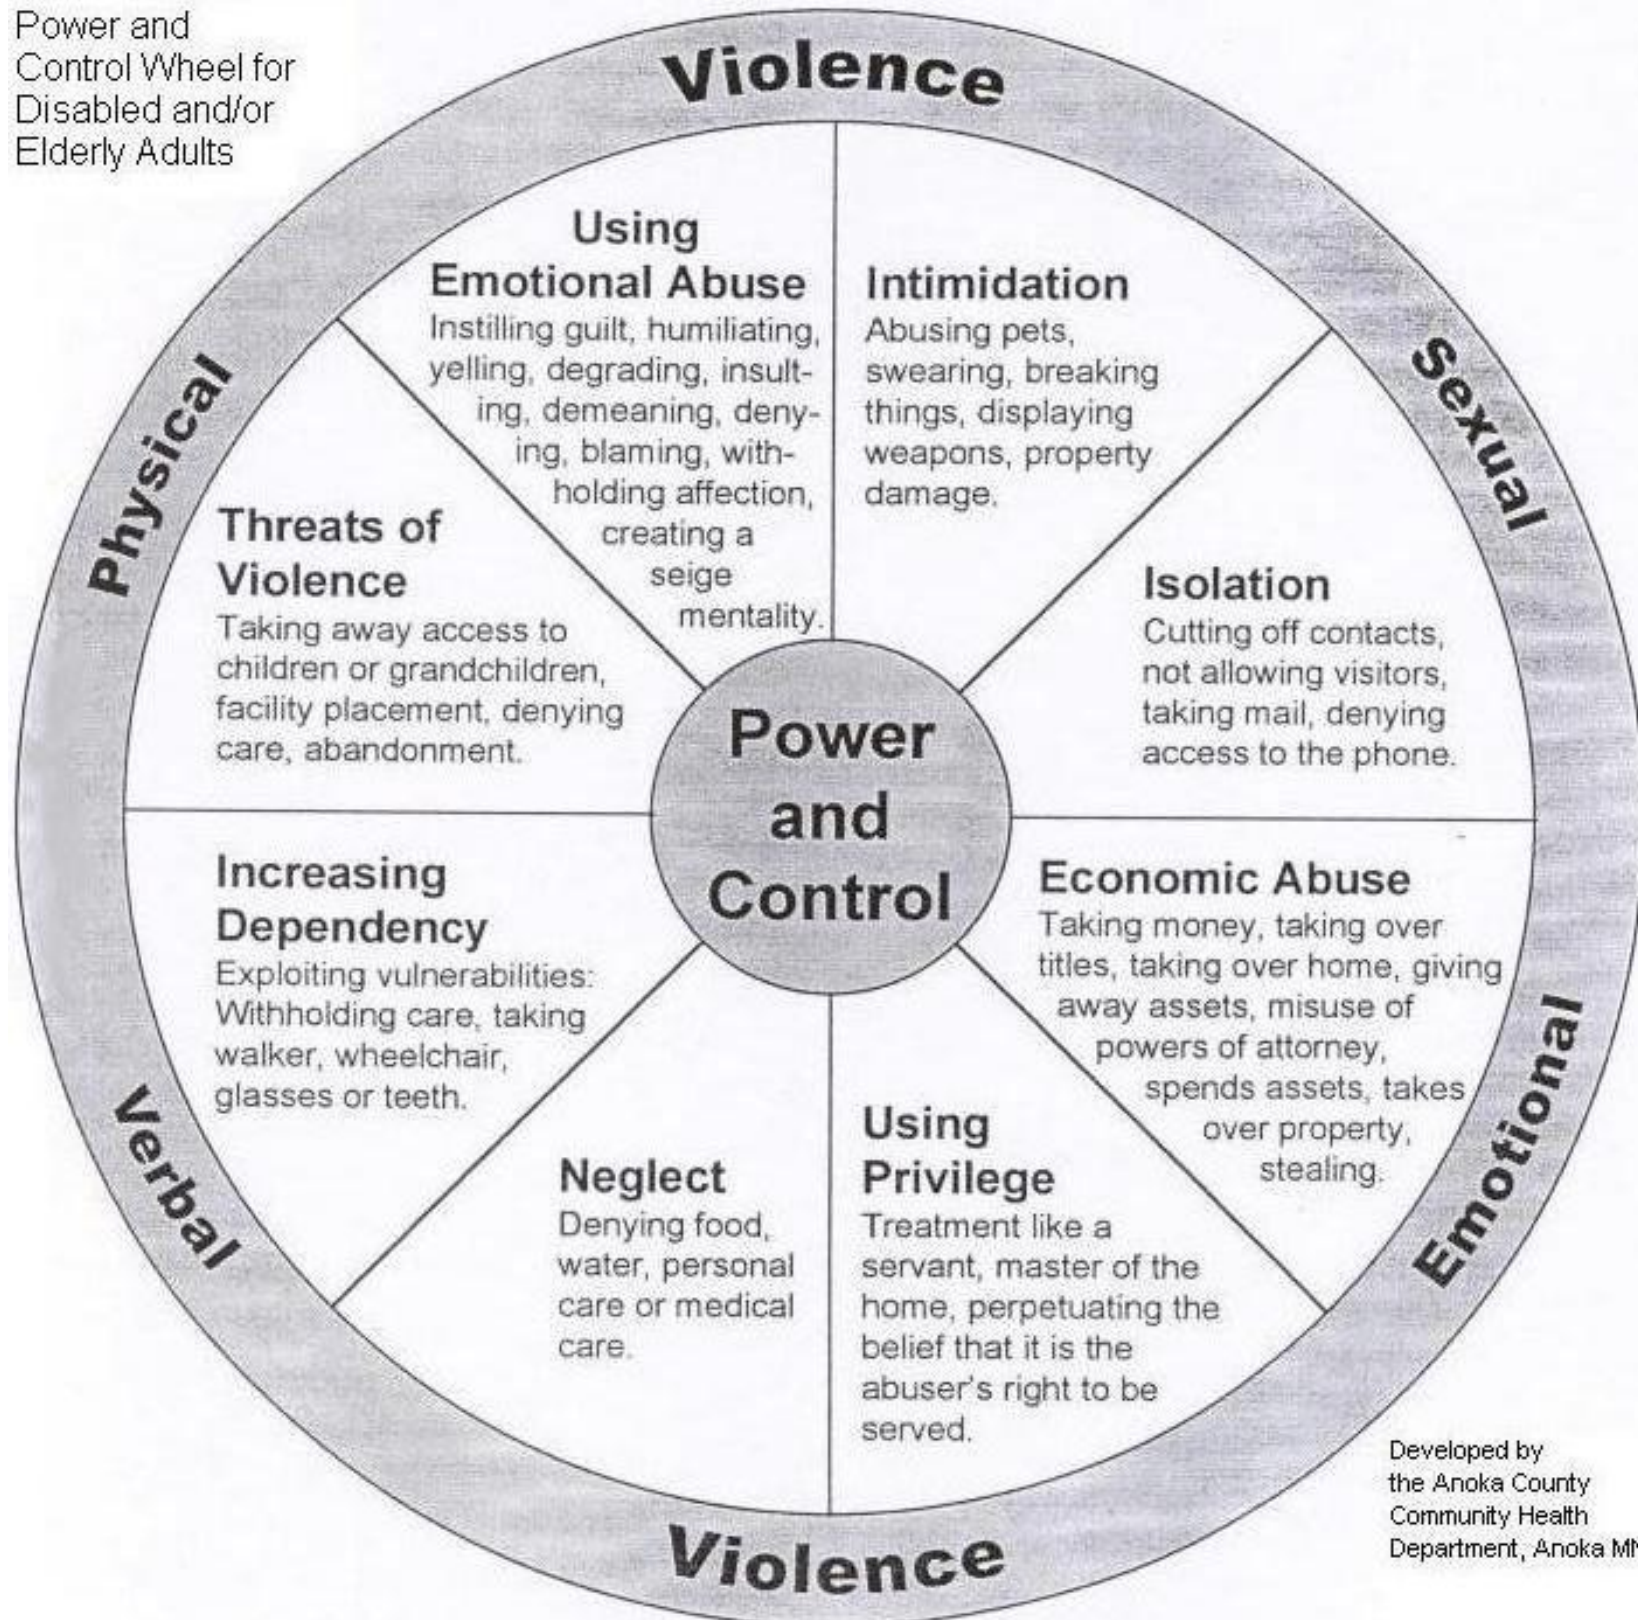 Power and
Control Wheel for
Disabled and/or
Elderly Adults
Violence
Physical
Sexual
Using
Emotional Abuse
Instilling guilt, humiliating,
yelling, degrading, insult-
ing, demeaning, deny-
ing, blaming, with-
holding affection,
creating a
seige
mentality.
Intimidation
Abusing pets,
swearing, breaking
things, displaying
weapons, property
damage.
Threats of
Violence
Taking away access to
children or grandchildren,
facility placement, denying
care, abandonment.
Isolation
Cutting off contacts,
not allowing visitors,
taking mail, denying
access to the phone.
Power
and
Control
Increasing
Dependency
Exploiting vulnerabilities:
Withholding care, taking
walker, wheelchair,
glasses or teeth.
Economic Abuse
Taking money, taking over
titles, taking over home, giving
away assets, misuse of
powers of attorney,
spends assets, takes
over property,
stealing.
Neglect
Denying food,
water, personal
care or medical
care.
Using
Privilege
Treatment like a
servant, master of the
home, perpetuating the
belief that it is the
abuser's right to be
served.
Verbal
Emotional
Violence
Developed by
the Anoka County
Community Health
Department, Anoka MN